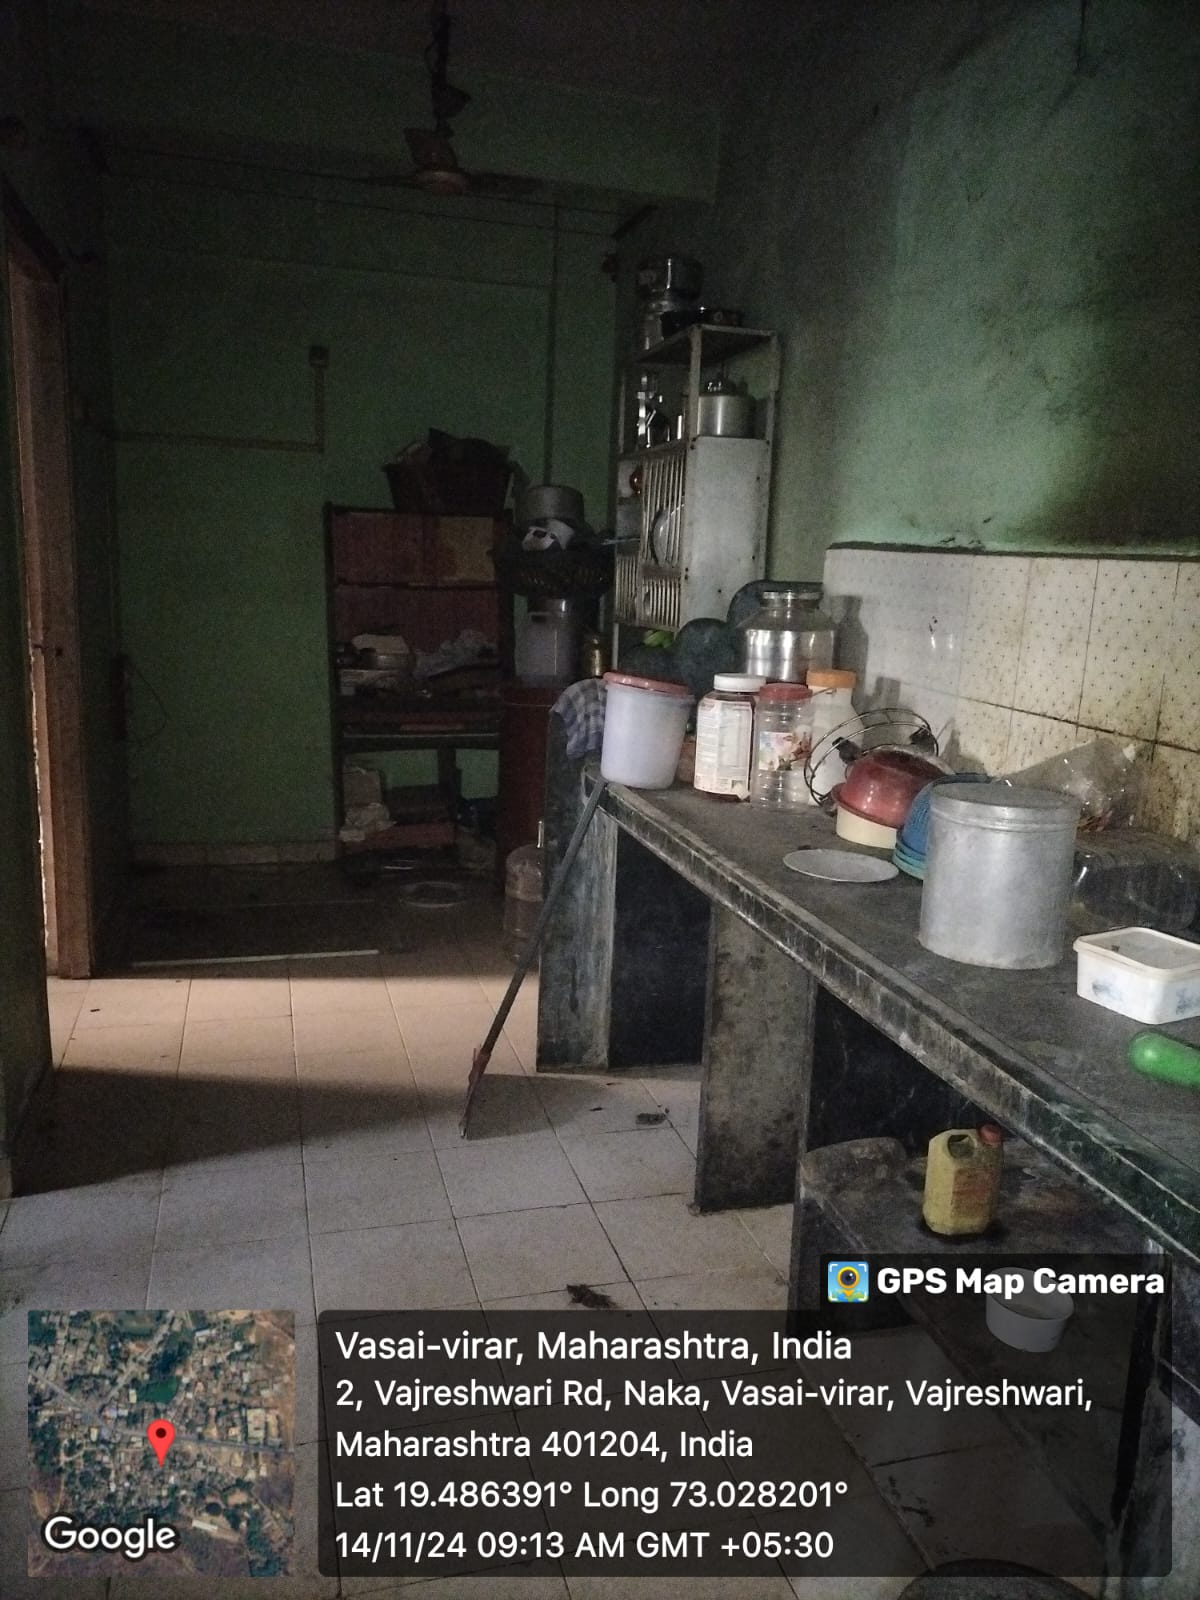 GPS Map Camera
Vasai-virar, Maharashtra, India
2, Vajreshwari Rd, Naka, Vasai-virar, Vajreshwari,
Maharashtra 401204, India
Lat 19.486391° Long 73.028201°
14/11/24 09:13 AM GMT +05:30
Google